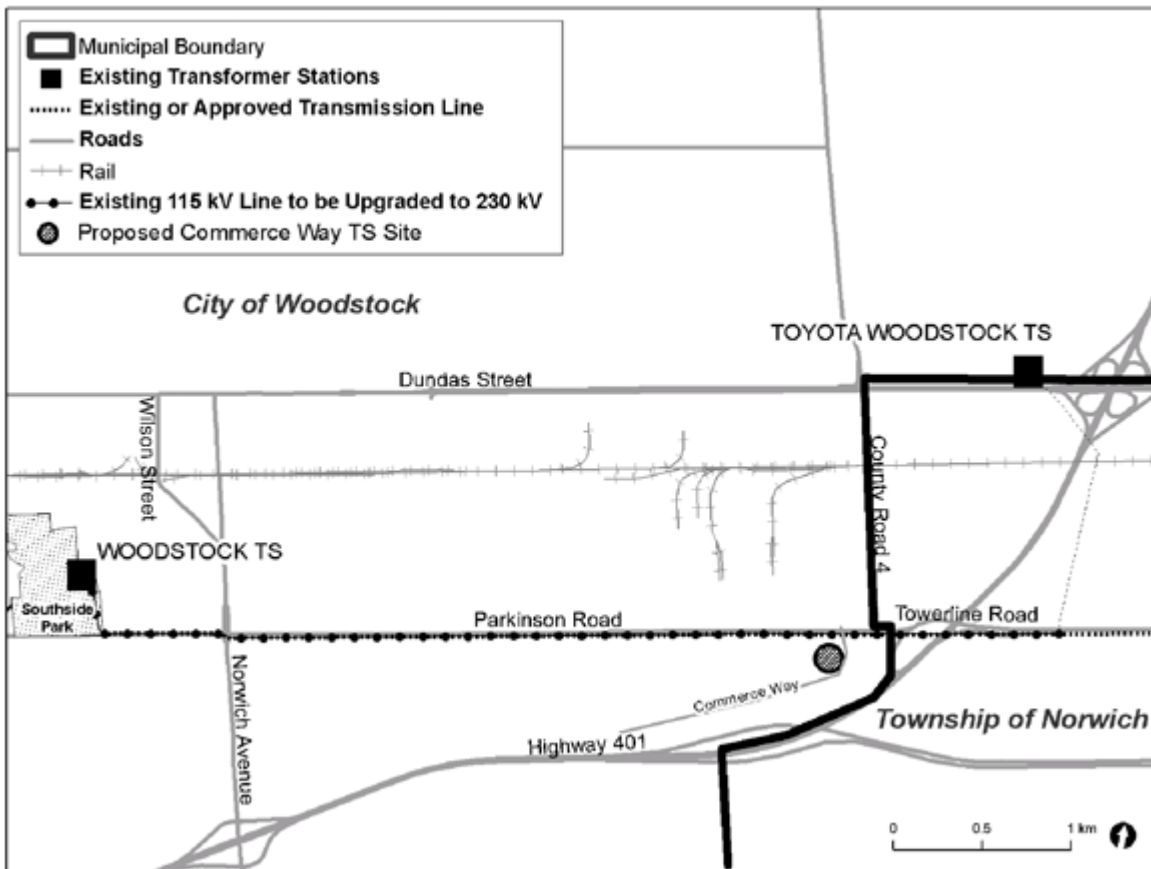 Municipal Boundary
Existing Transformer Stations
Existing or Approved Transmission Line
Roads
Rail
Existing 115 kV Line to be Upgraded to 230 kV
Proposed Commerce Way TS Site
City of Woodstock
TOYOTA WOODSTOCK TS
Dundas Street
Wilson Street
County Road 4
WOODSTOCK TS
Southside
Park
Parkinson Road
Towerline Road
Norwich Avenue
Commerce Way
Township of Norwich
Highway 401
0 0.5 1 km